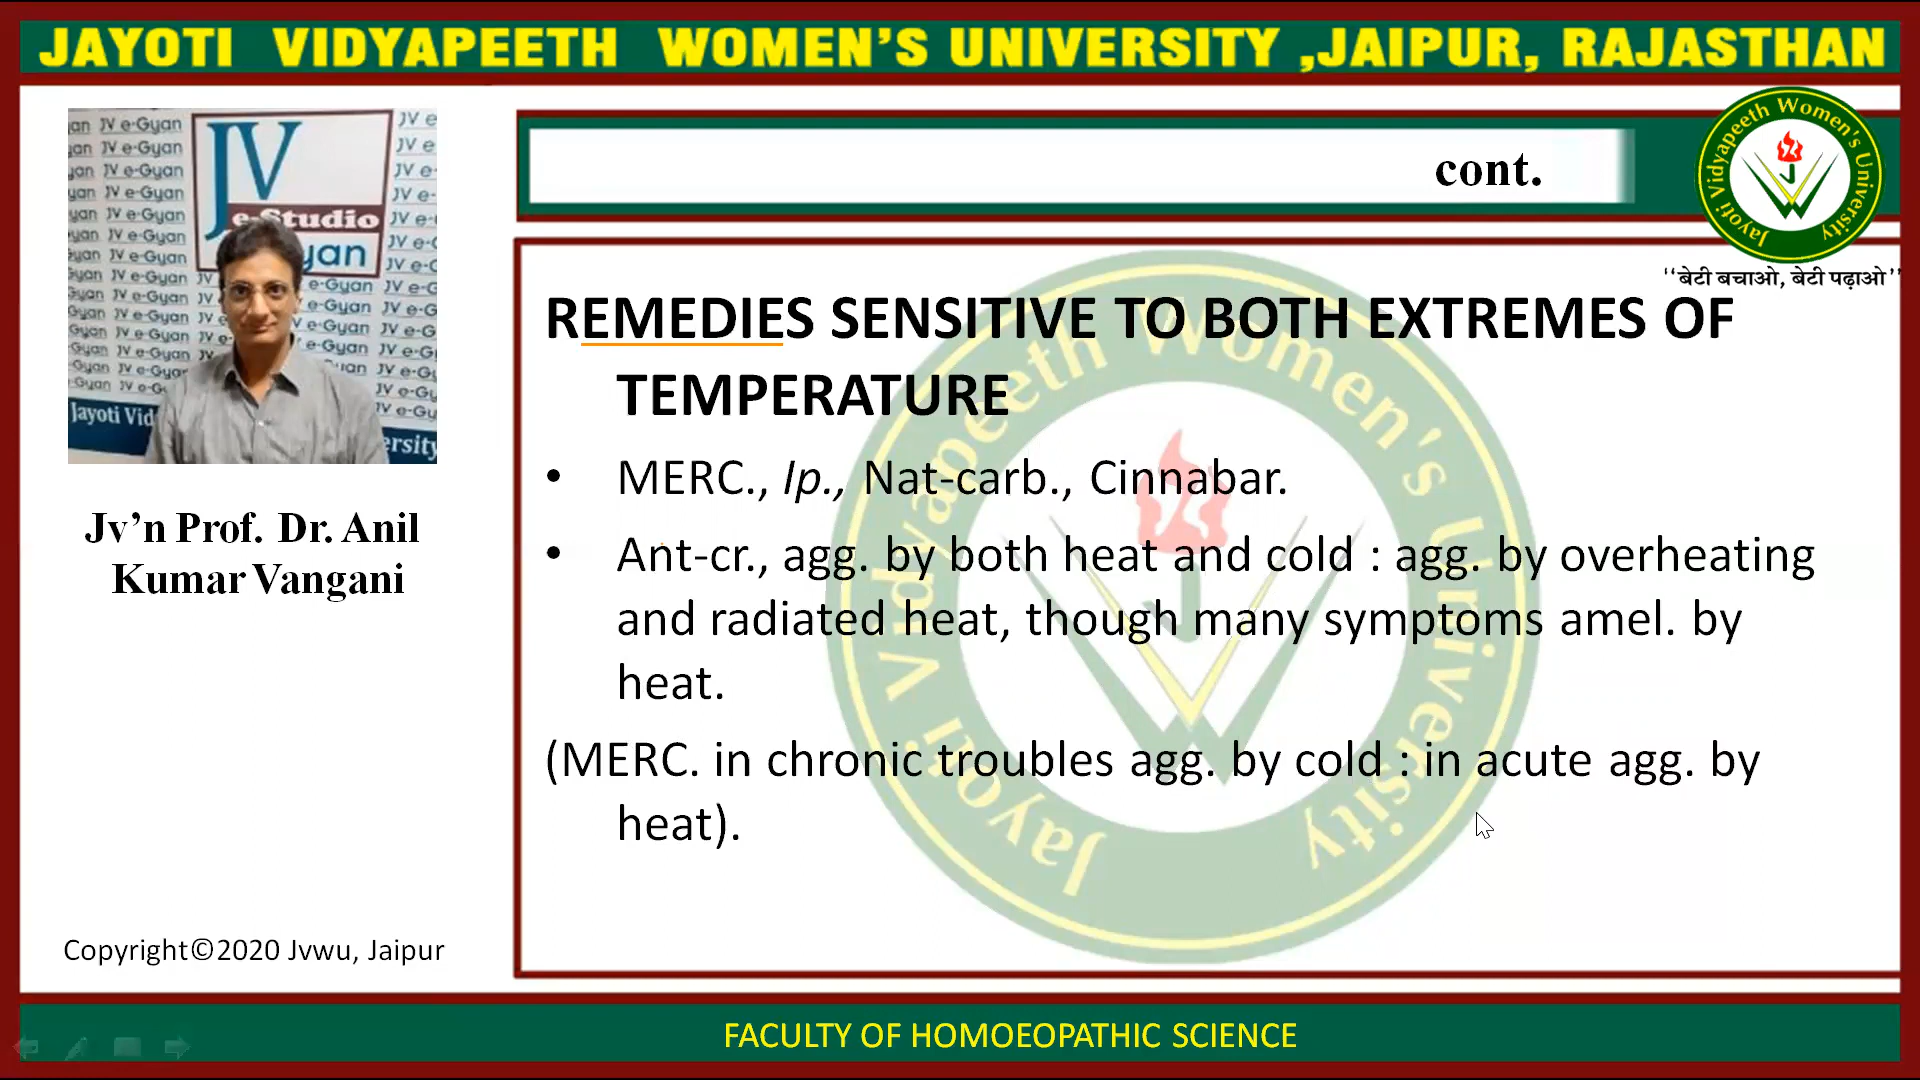 JAYOTI VIDYAPEETH WOMEN'S UNIVERSITY ,JAIPUR, RAJASTHAN
JV
e-Studio
Jayoti Vid
cont.
Jayoti Vidyapeeth Women's University
‘‘बेटी बचाओ, बेटी पढ़ाओ’’
REMEDIES SENSITIVE TO BOTH EXTREMES OF
TEMPERATURE
• MERC., Ip., Nat-carb., Cinnabar.
• Ant-cr., agg. by both heat and cold : agg. by overheating
and radiated heat, though many symptoms amel. by
heat.
(MERC. in chronic troubles agg. by cold : in acute agg. by
heat).
Jv’n Prof. Dr. Anil
Kumar Vangani
Copyright©2020 Jvwu, Jaipur
FACULTY OF HOMOEOPATHIC SCIENCE